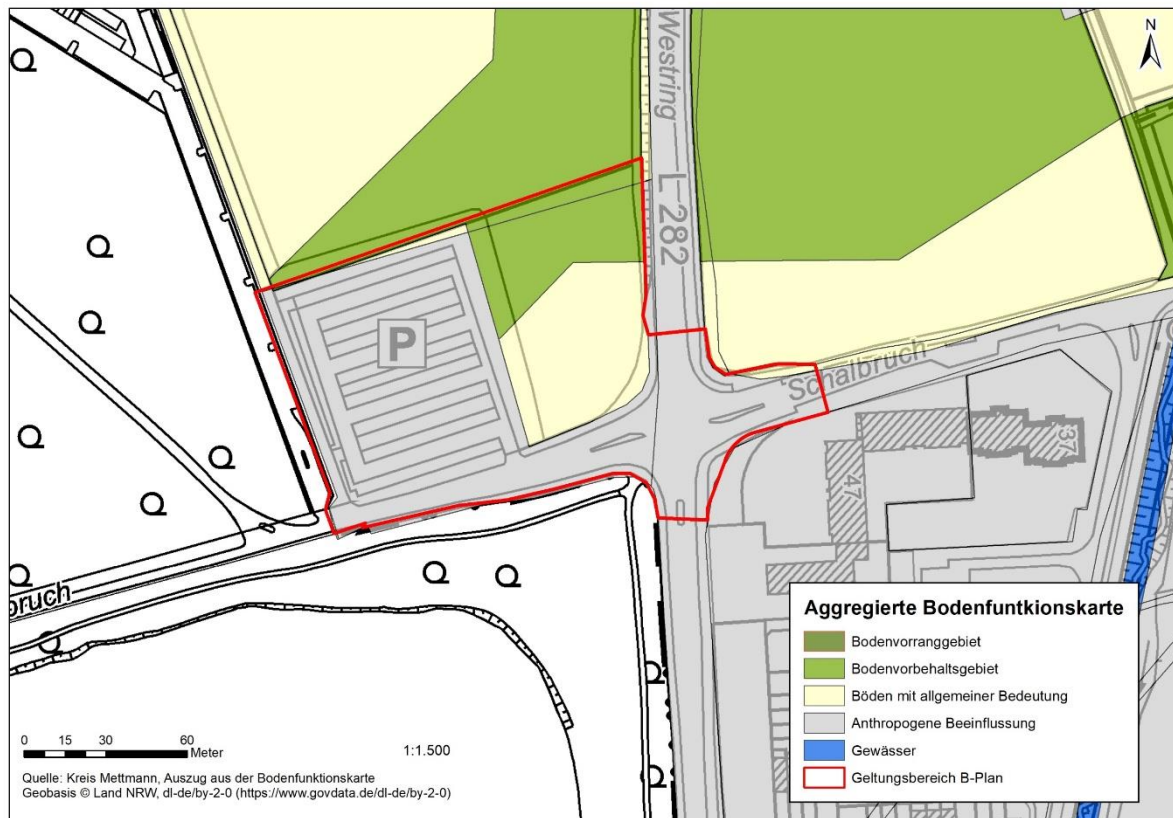 N
Westring
L 282
P
Schalbruch
37
47
bruch
Aggregierte Bodenfuntkionskarte
Bodenvorranggebiet
Bodenvorbehaltsgebiet
Böden mit allgemeiner Bedeutung
Anthropogene Beeinflussung
Gewässer
Geltungsbereich B-Plan
0 15 30 60
Meter
1:1.500
Quelle: Kreis Mettmann, Auszug aus der Bodenfunktionskarte
Geobasis © Land NRW, dl-de/by-2-0 (https://www.govdata.de/dl-de/by-2-0)